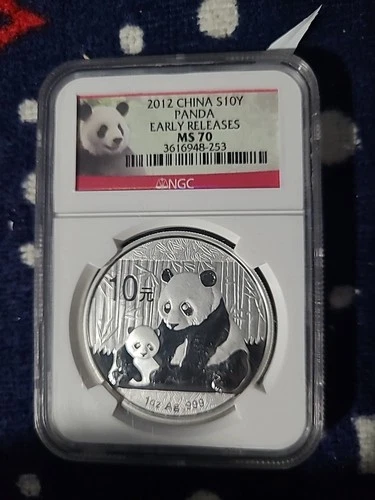 2012 CHINA S10Y
PANDA
EARLY RELEASES
MS 70
3616948-253
NGC
10元
1oz Ag .999